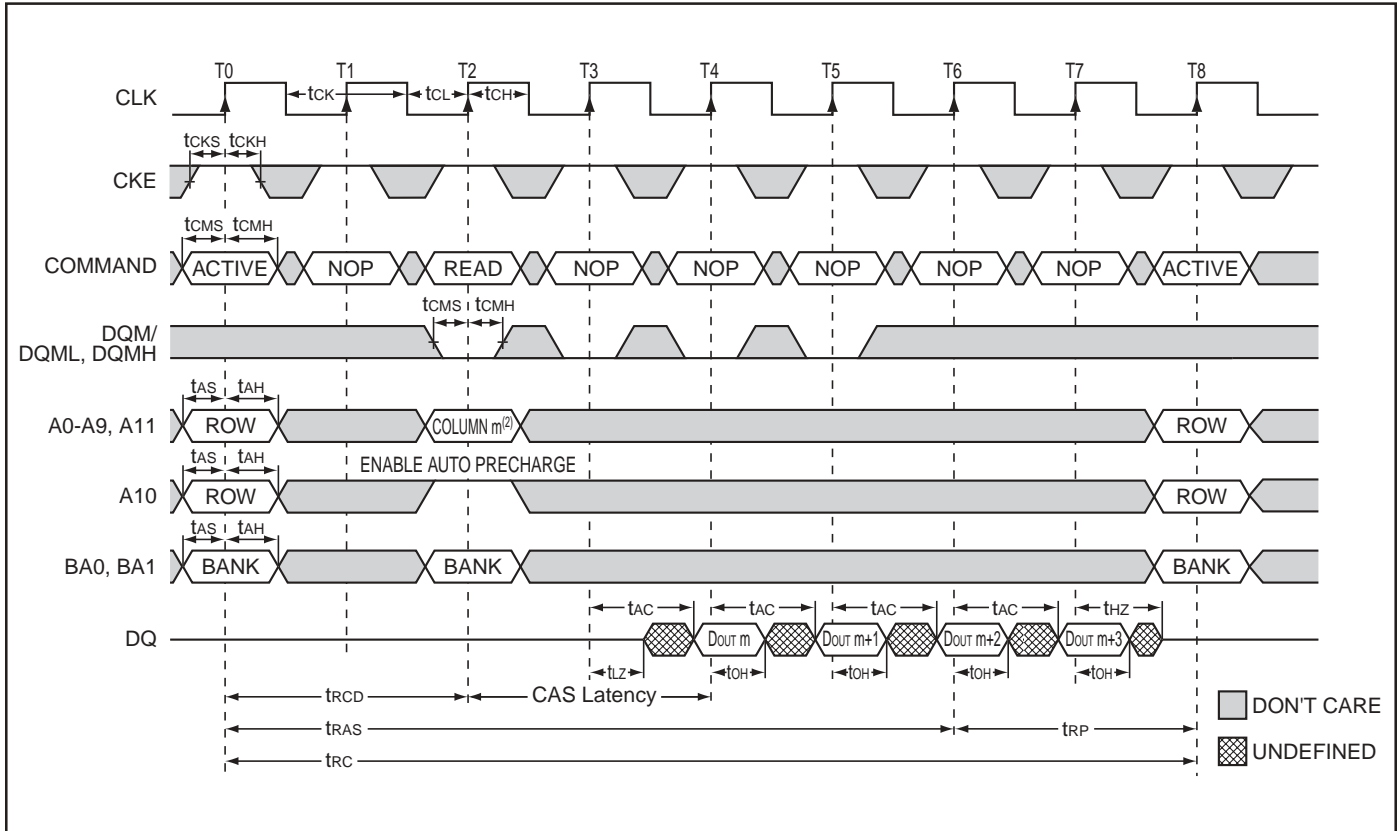 T0 T1 T2 T3 T4 T5 T6 T7 T8
CLK tCK tCL tCH
tCKS tCKH
CKE
tCMS tCMH
COMMAND ACTIVE NOP READ NOP NOP NOP NOP NOP ACTIVE
tCMS tCMH
DQM/
DQML, DQMH
tAS tAH
A0-A9, A11 ROW COLUMN m(2) ROW
tAS tAH ENABLE AUTO PRECHARGE
A10 ROW ROW
tAS tAH
BA0, BA1 BANK BANK BANK
tAC tAC tAC tAC tHZ
DQ DOUT m DOUT m+1 DOUT m+2 DOUT m+3
tLZ tOH tOH tOH tOH
tRCD CAS Latency
DON'T CARE
tRAS tRP
UNDEFINED
tRC